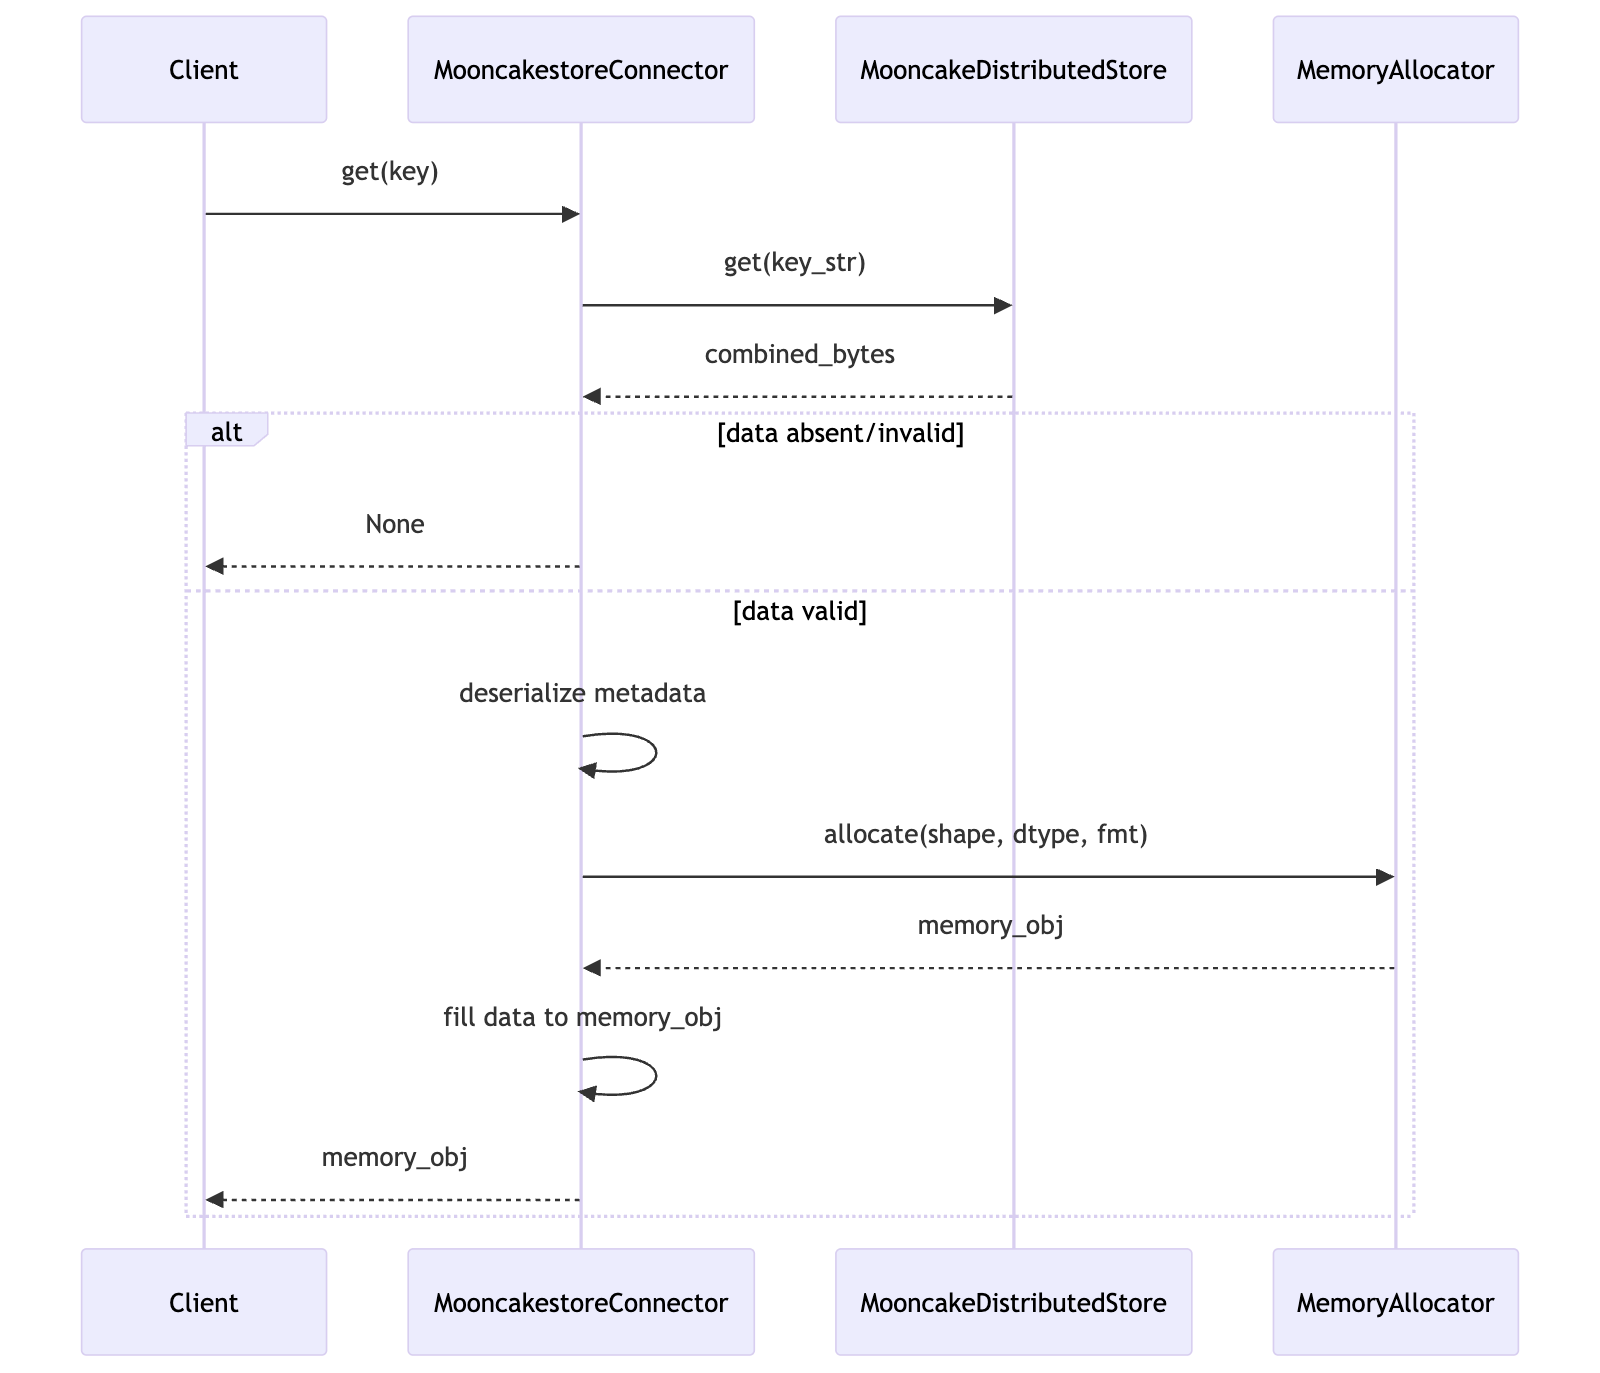 Client
MooncakestoreConnector
MooncakeDistributedStore
MemoryAllocator
get(key)
get(key_str)
combined_bytes
alt
[data absent/invalid]
None
[data valid]
deserialize metadata
allocate(shape, dtype, fmt)
memory_obj
fill data to memory_obj
memory_obj
Client
MooncakestoreConnector
MooncakeDistributedStore
MemoryAllocator